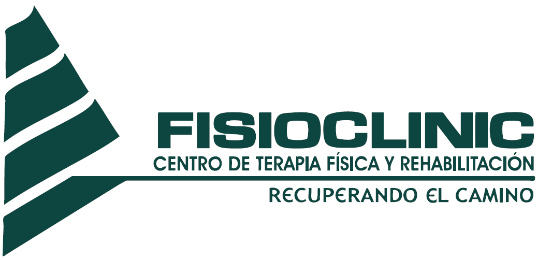 FISIOCLINIC
CENTRO DE TERAPIA FÍSICA Y REHABILITACIÓN
RECUPERANDO EL CAMINO